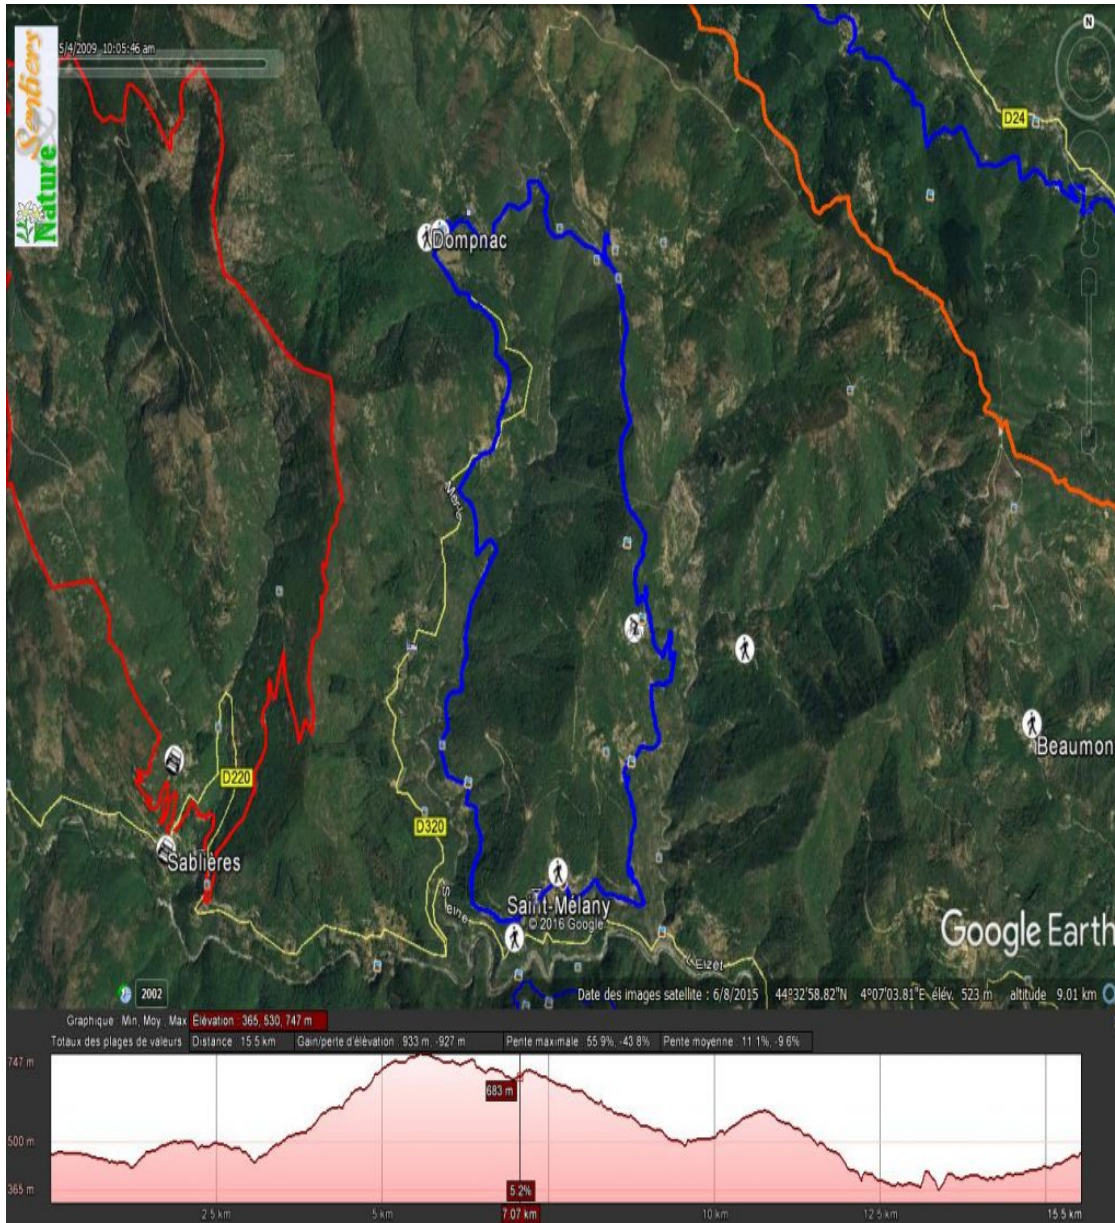 Sentiers
Nature
5/4/2009 10:05:46 am
N
D24
Dompnac
D220
D320
Sablières
Beaumon
Saint-Mélany
© 2016 Google
Google Earth
2002
Date des images satellite : 6/8/2015 44°32'58.82"N 4°07'03.81"E élév. 523 m altitude 9.01 km
Graphique : Min, Moy , Max Élévation : 365, 530, 747 m
Totaux des plages de valeurs Distance : 15.5 km Gain/perte d'élévation : 933 m, -927 m Pente maximale : 55.9%, -43.8% Pente moyenne : 11.1%, -9.6%
747 m
683 m
500 m
365 m
5.2%
2.5 km 5 km 7.07 km 10 km 12.5 km 15.5 km